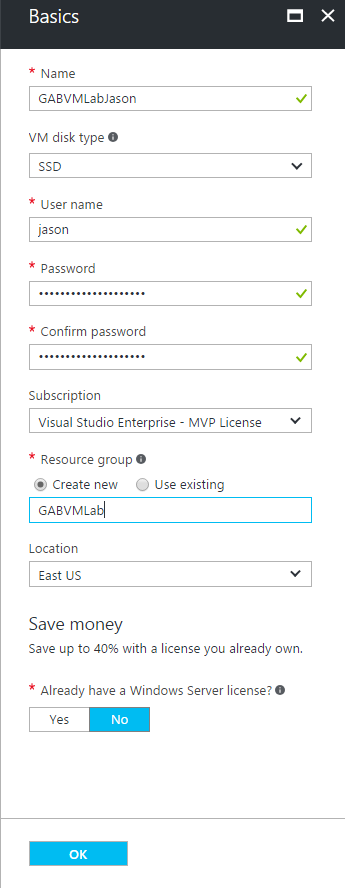 Basics
* Name
GABVMLabJason
VM disk type
SSD
* User name
jason
* Password
••••••••••••••••••••
* Confirm password
••••••••••••••••••••
Subscription
Visual Studio Enterprise - MVP License
* Resource group
Create new Use existing
GABVMLab
Location
East US
Save money
Save up to 40% with a license you already own.
* Already have a Windows Server license?
Yes No
OK